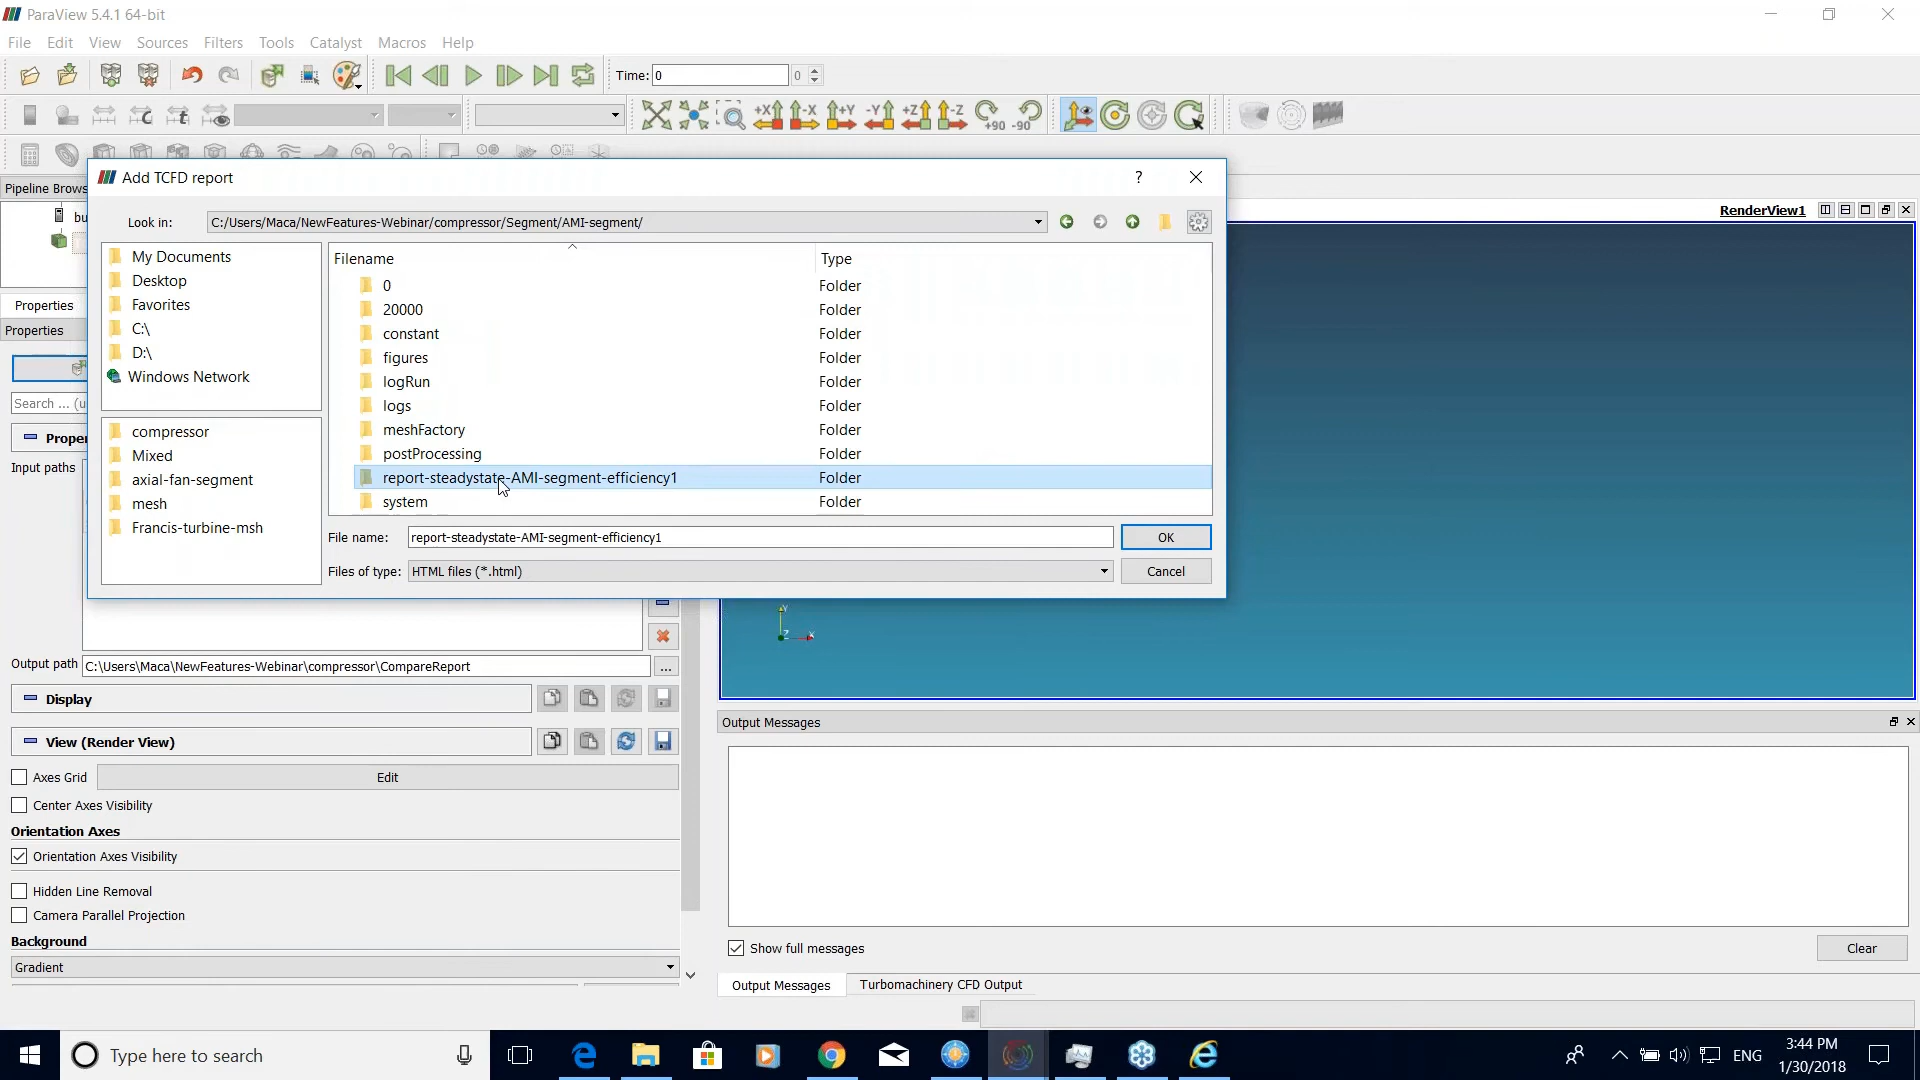 ParaView 5.4.1 64-bit
File Edit View Sources Filters Tools Catalyst Macros Help
Time: 0 0
+X -X +Y -Y +Z -Z +90 -90
Pipeline Brows
bu
Add TCFD report
?
Look in: C:/Users/Maca/NewFeatures-Webinar/compressor/Segment/AMI-segment/
RenderView1
My Documents
Desktop
Favorites
C:\
D:\
Windows Network
compressor
Mixed
axial-fan-segment
mesh
Francis-turbine-msh
Filename Type
0 Folder
20000 Folder
constant Folder
figures Folder
logRun Folder
logs Folder
meshFactory Folder
postProcessing Folder
report-steadystate-AMI-segment-efficiency1 Folder
system Folder
File name: report-steadystate-AMI-segment-efficiency1 OK
Files of type: HTML files (*.html) Cancel
Properties
Properties
Search ... (u
Proper
Input paths
Output path C:\Users\Maca\NewFeatures-Webinar\compressor\CompareReport ...
Display
View (Render View)
Axes Grid Edit
Center Axes Visibility
Orientation Axes
Orientation Axes Visibility
Hidden Line Removal
Camera Parallel Projection
Background
Gradient
Y
Z X
Output Messages
Show full messages Clear
Output Messages Turbomachinery CFD Output
Type here to search
ENG
3:44 PM
1/30/2018